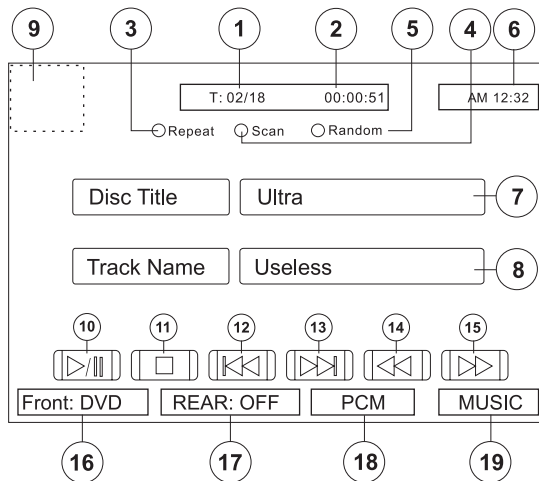 9 3 1 2 5 4 6
T: 02/18 00:00:51 AM 12:32
Repeat Scan Random
Disc Title Ultra 7
Track Name Useless 8
10 11 12 13 14 15
Front: DVD REAR: OFF PCM MUSIC
16 17 18 19